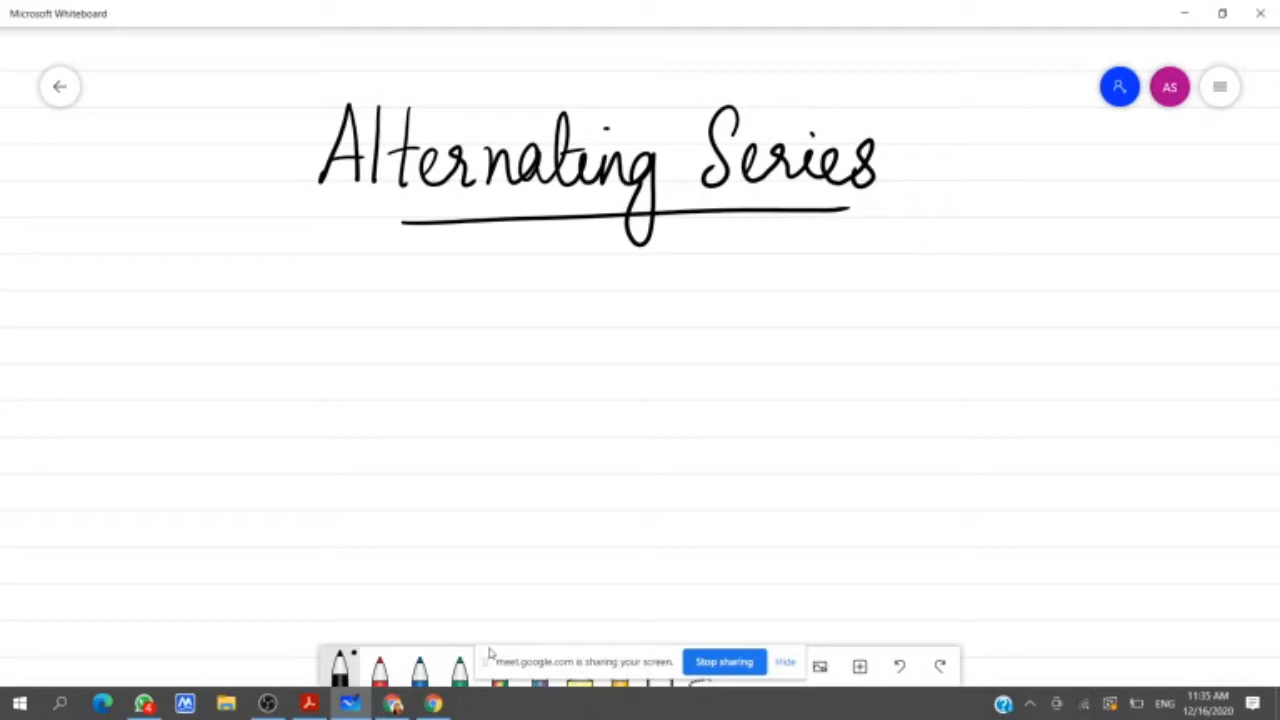 Microsoft Whiteboard
AS
Alternating Series
meet.google.com is sharing your screen.
Stop sharing
Hide
4
ENG
11:35 AM
12/16/2020